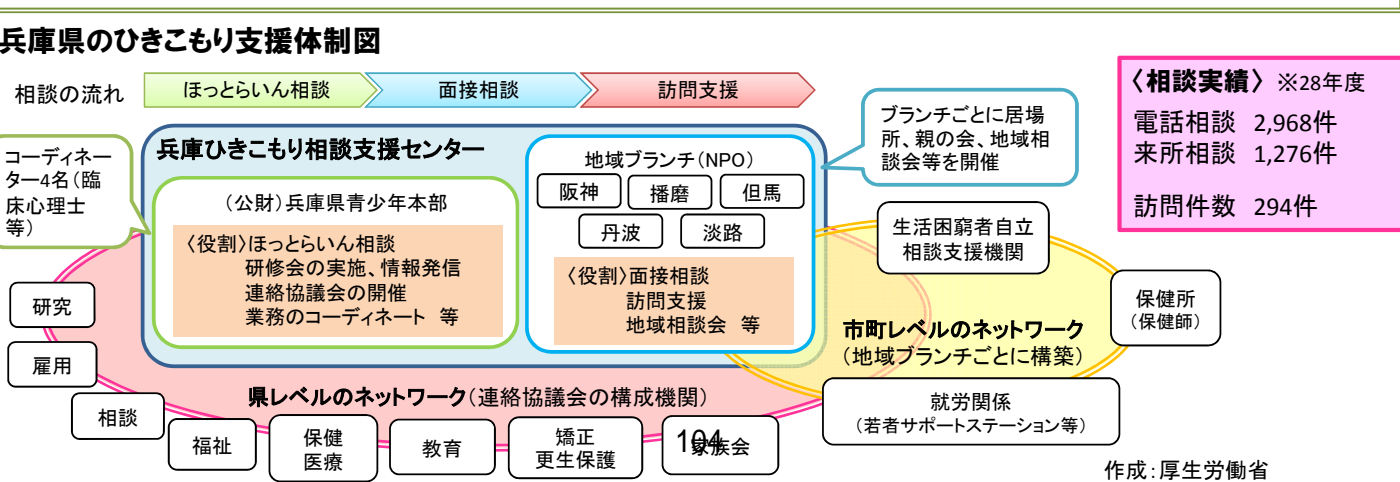 兵庫県のひきこもり支援体制図
相談の流れ
ほっとらいん相談
面接相談
訪問支援
〈相談実績〉 ※28年度
電話相談 2,968件
来所相談 1,276件
訪問件数 294件
ブランチごとに居場
所、親の会、地域相
談会等を開催
コーディネー
ター4名(臨
床心理士
等)
兵庫ひきこもり相談支援センター
(公財)兵庫県青少年本部
〈役割〉ほっとらいん相談
研修会の実施、情報発信
連絡協議会の開催
業務のコーディネート 等
地域ブランチ(NPO)
阪神
播磨
但馬
丹波
淡路
〈役割〉面接相談
訪問支援
地域相談会 等
生活困窮者自立
相談支援機関
保健所
(保健師)
市町レベルのネットワーク
(地域ブランチごとに構築)
就労関係
(若者サポートステーション等)
研究
雇用
相談
県レベルのネットワーク(連絡協議会の構成機関)
福祉
保健
医療
教育
矯正
更生保護
家族会
104
作成:厚生労働省